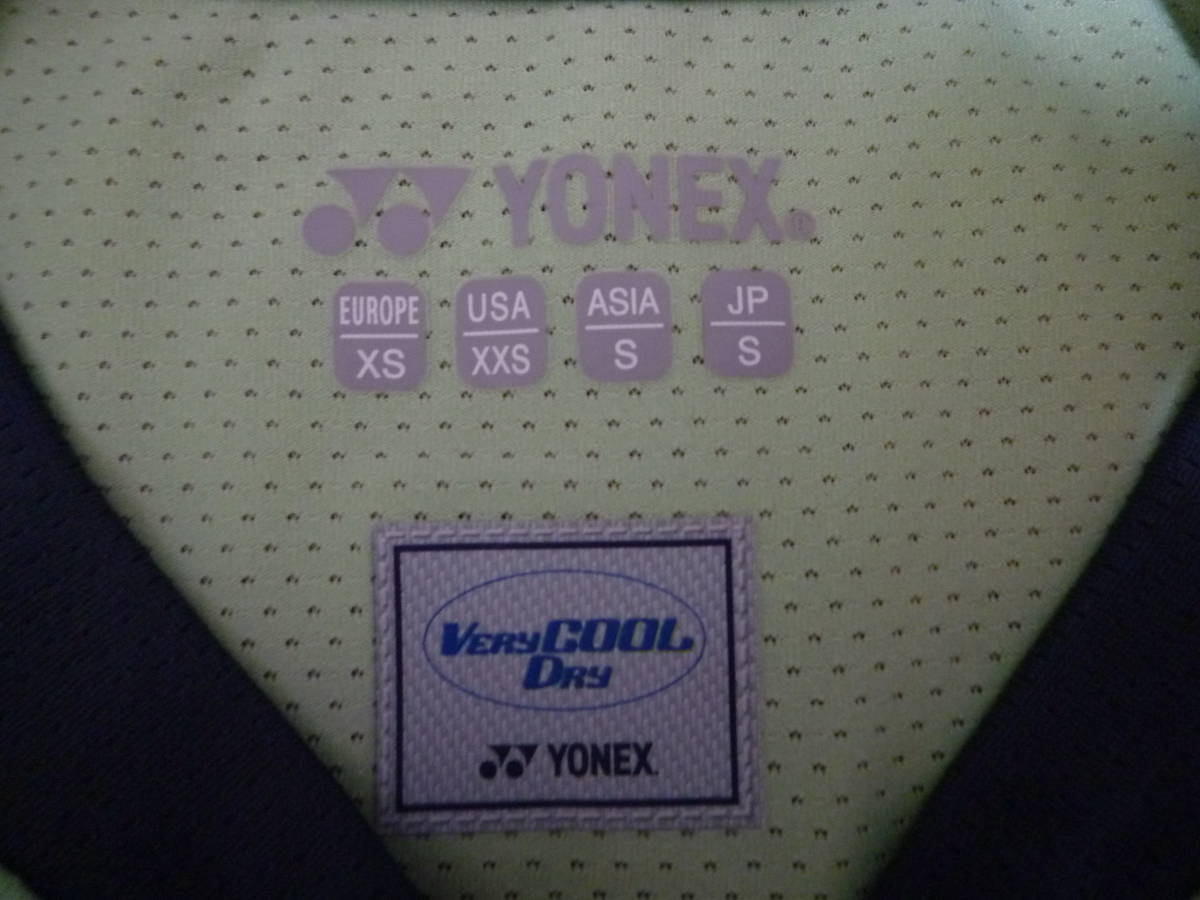 YONEX®
EUROPE USA ASIA JP
XS XXS S S
VERY COOL
DRY
YONEX.